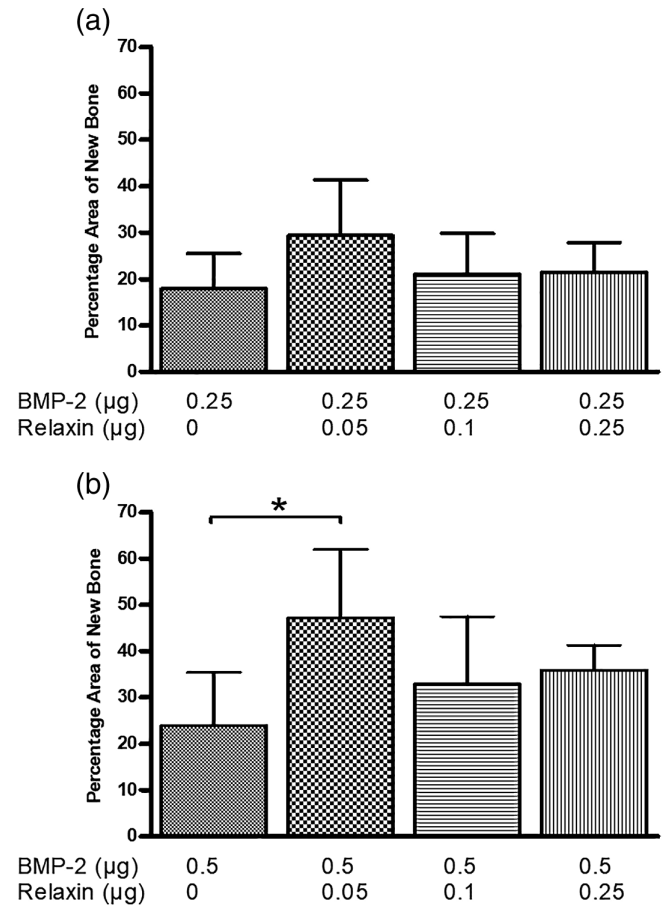 (a)
Percentage Area of New Bone
70
60
50
40
30
20
10
0
BMP-2 (µg) 0.25 0.25 0.25 0.25
Relaxin (µg) 0 0.05 0.1 0.25
(b)
Percentage Area of New Bone
70
60
50
40
30
20
10
0
*
BMP-2 (µg) 0.5 0.5 0.5 0.5
Relaxin (µg) 0 0.05 0.1 0.25